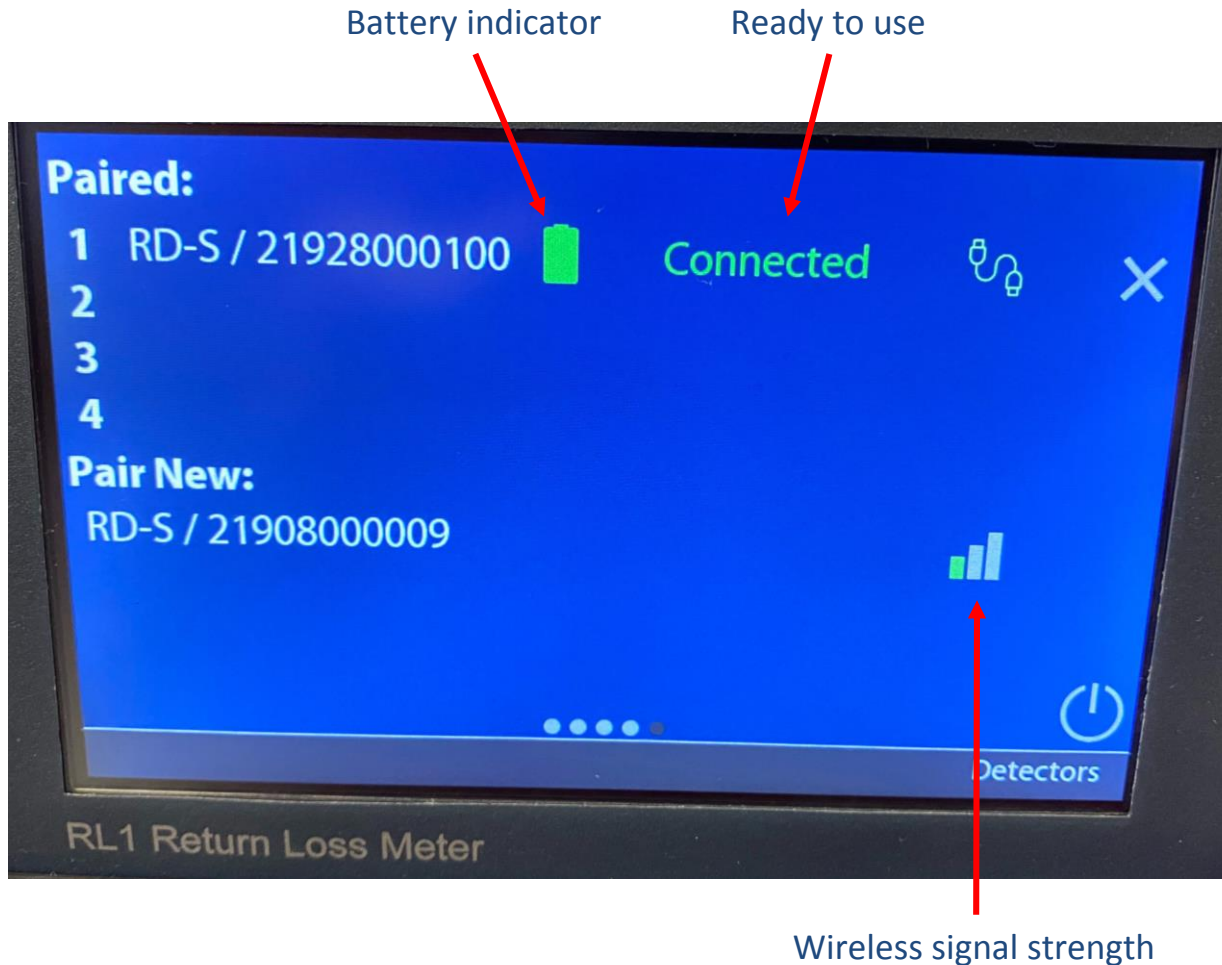 Battery indicator Ready to use
Paired:
1 RD-S / 21928000100 Connected
2
3
4
Pair New:
RD-S / 21908000009
Detectors
RL1 Return Loss Meter
Wireless signal strength